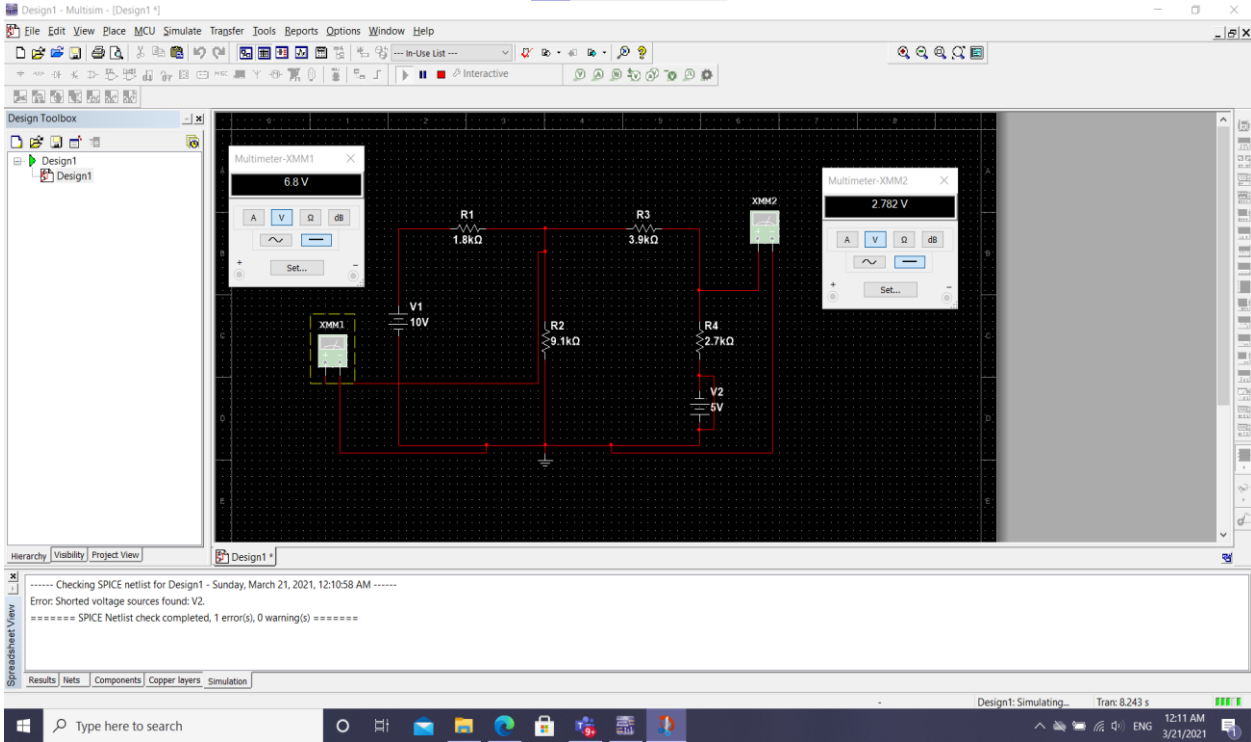 Design1 - Multisim - [Design1 *]
File Edit View Place MCU Simulate Transfer Tools Reports Options Window Help
--- In-Use List ---
Interactive
Design Toolbox
Design1
Design1
Multimeter-XMM1
6.8 V
A V Ω dB
Set...
Multimeter-XMM2
2.782 V
A V Ω dB
Set...
R1
1.8kΩ
R3
3.9kΩ
XMM2
XMM1
V1
10V
R2
9.1kΩ
R4
2.7kΩ
V2
5V
Hierarchy Visibility Project View
Design1 *
Spreadsheet View
------ Checking SPICE netlist for Design1 - Sunday, March 21, 2021, 12:10:58 AM ------
Error: Shorted voltage sources found: V2.
======= SPICE Netlist check completed, 1 error(s), 0 warning(s) =======
Results Nets Components Copper layers Simulation
Design1: Simulating... Tran: 8.243 s
Type here to search
ENG
12:11 AM
3/21/2021